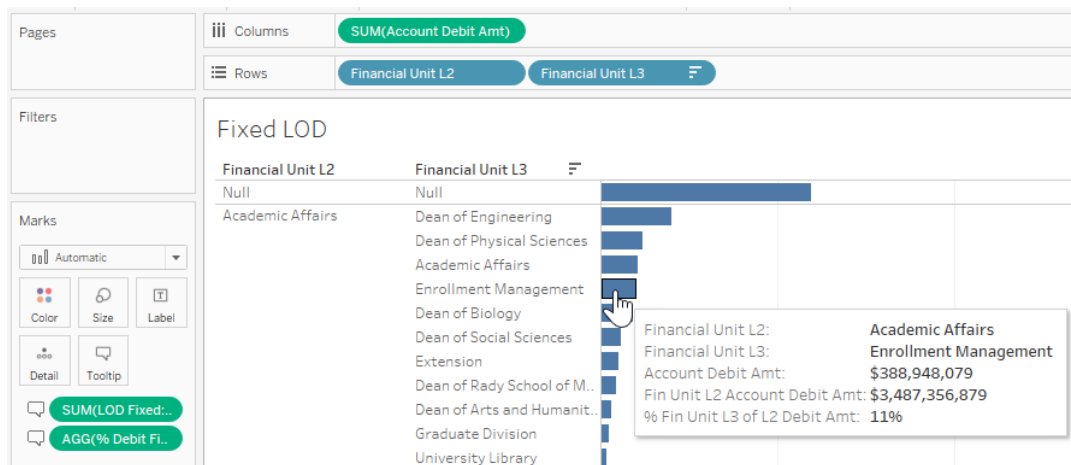 Pages
Columns
SUM(Account Debit Amt)
Rows
Financial Unit L2
Financial Unit L3
Filters
Marks
Automatic
Color
Size
Label
Detail
Tooltip
SUM(LOD Fixed:..
AGG(% Debit Fi..
Fixed LOD
Financial Unit L2
Financial Unit L3
Null
Null
Academic Affairs
Dean of Engineering
Dean of Physical Sciences
Academic Affairs
Enrollment Management
Dean of Biology
Dean of Social Sciences
Extension
Dean of Rady School of M..
Dean of Arts and Humanit..
Graduate Division
University Library
Financial Unit L2: Academic Affairs
Financial Unit L3: Enrollment Management
Account Debit Amt: $388,948,079
Fin Unit L2 Account Debit Amt: $3,487,356,879
% Fin Unit L3 of L2 Debit Amt: 11%